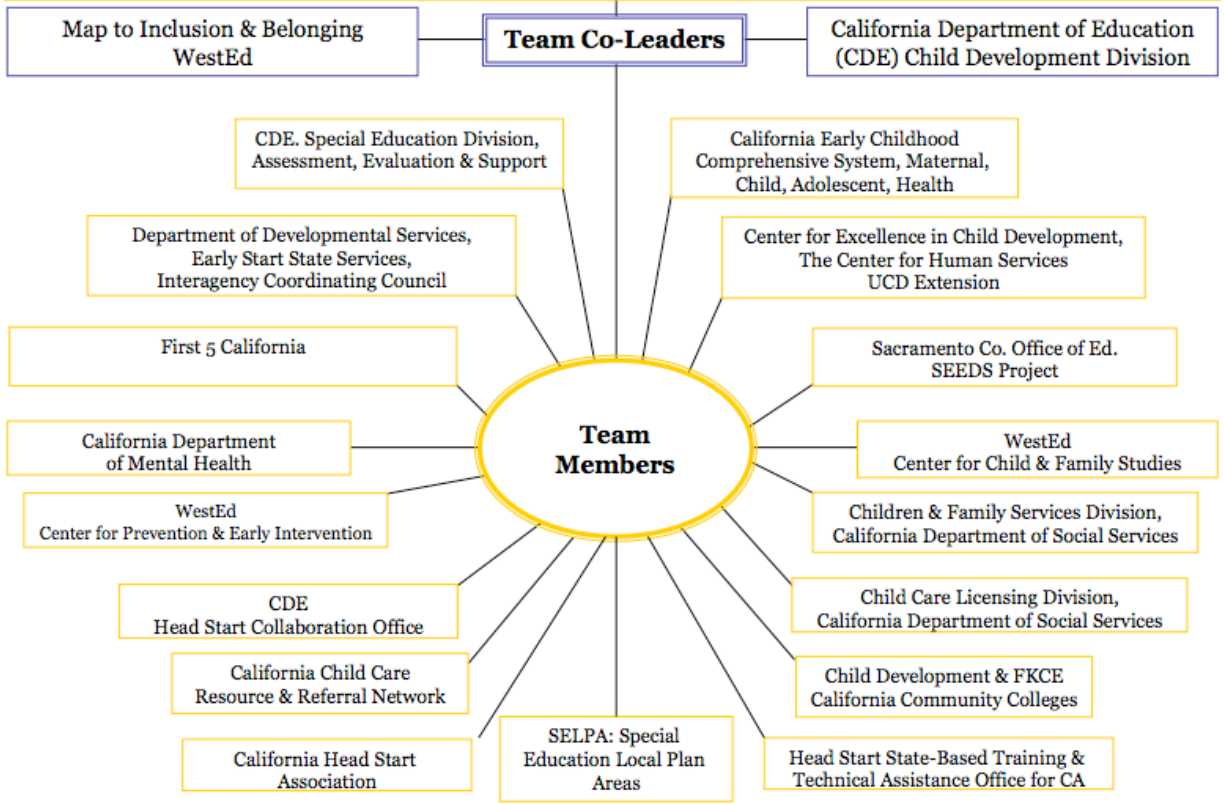 Map to Inclusion & Belonging
WestEd
Team Co-Leaders
California Department of Education
(CDE) Child Development Division
CDE. Special Education Division,
Assessment, Evaluation & Support
California Early Childhood
Comprehensive System, Maternal,
Child, Adolescent, Health
Department of Developmental Services,
Early Start State Services,
Interagency Coordinating Council
Center for Excellence in Child Development,
The Center for Human Services
UCD Extension
First 5 California
Sacramento Co. Office of Ed.
SEEDS Project
Team
Members
California Department
of Mental Health
WestEd
Center for Child & Family Studies
WestEd
Center for Prevention & Early Intervention
Children & Family Services Division,
California Department of Social Services
CDE
Head Start Collaboration Office
Child Care Licensing Division,
California Department of Social Services
California Child Care
Resource & Referral Network
Child Development & FKCE
California Community Colleges
California Head Start
Association
SELPA: Special
Education Local Plan
Areas
Head Start State-Based Training &
Technical Assistance Office for CA